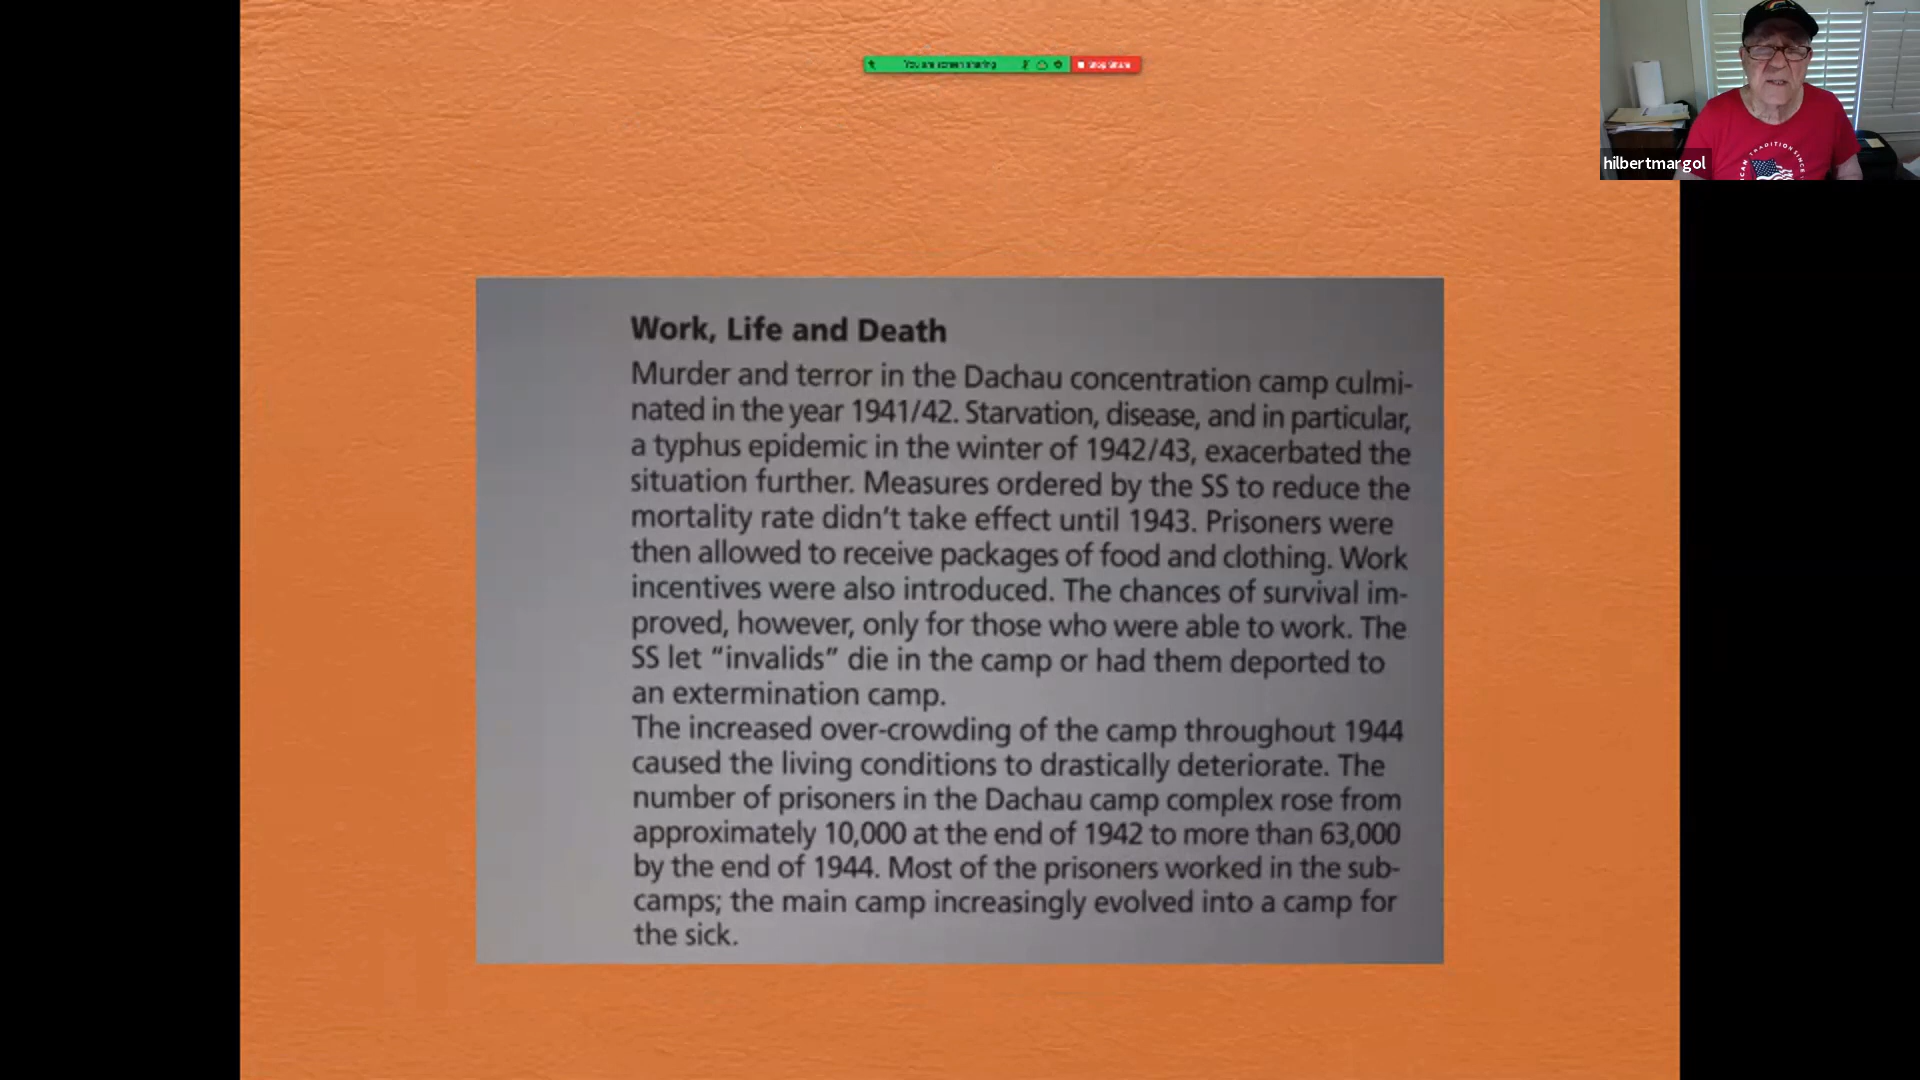 You are screen sharing
Stop Share
hilbertmargol
TRADITION SINCE
Work, Life and Death
Murder and terror in the Dachau concentration camp culmi-
nated in the year 1941/42. Starvation, disease, and in particular,
a typhus epidemic in the winter of 1942/43, exacerbated the
situation further. Measures ordered by the SS to reduce the
mortality rate didn't take effect until 1943. Prisoners were
then allowed to receive packages of food and clothing. Work
incentives were also introduced. The chances of survival im-
proved, however, only for those who were able to work. The
SS let "invalids" die in the camp or had them deported to
an extermination camp.
The increased over-crowding of the camp throughout 1944
caused the living conditions to drastically deteriorate. The
number of prisoners in the Dachau camp complex rose from
approximately 10,000 at the end of 1942 to more than 63,000
by the end of 1944. Most of the prisoners worked in the sub-
camps; the main camp increasingly evolved into a camp for
the sick.